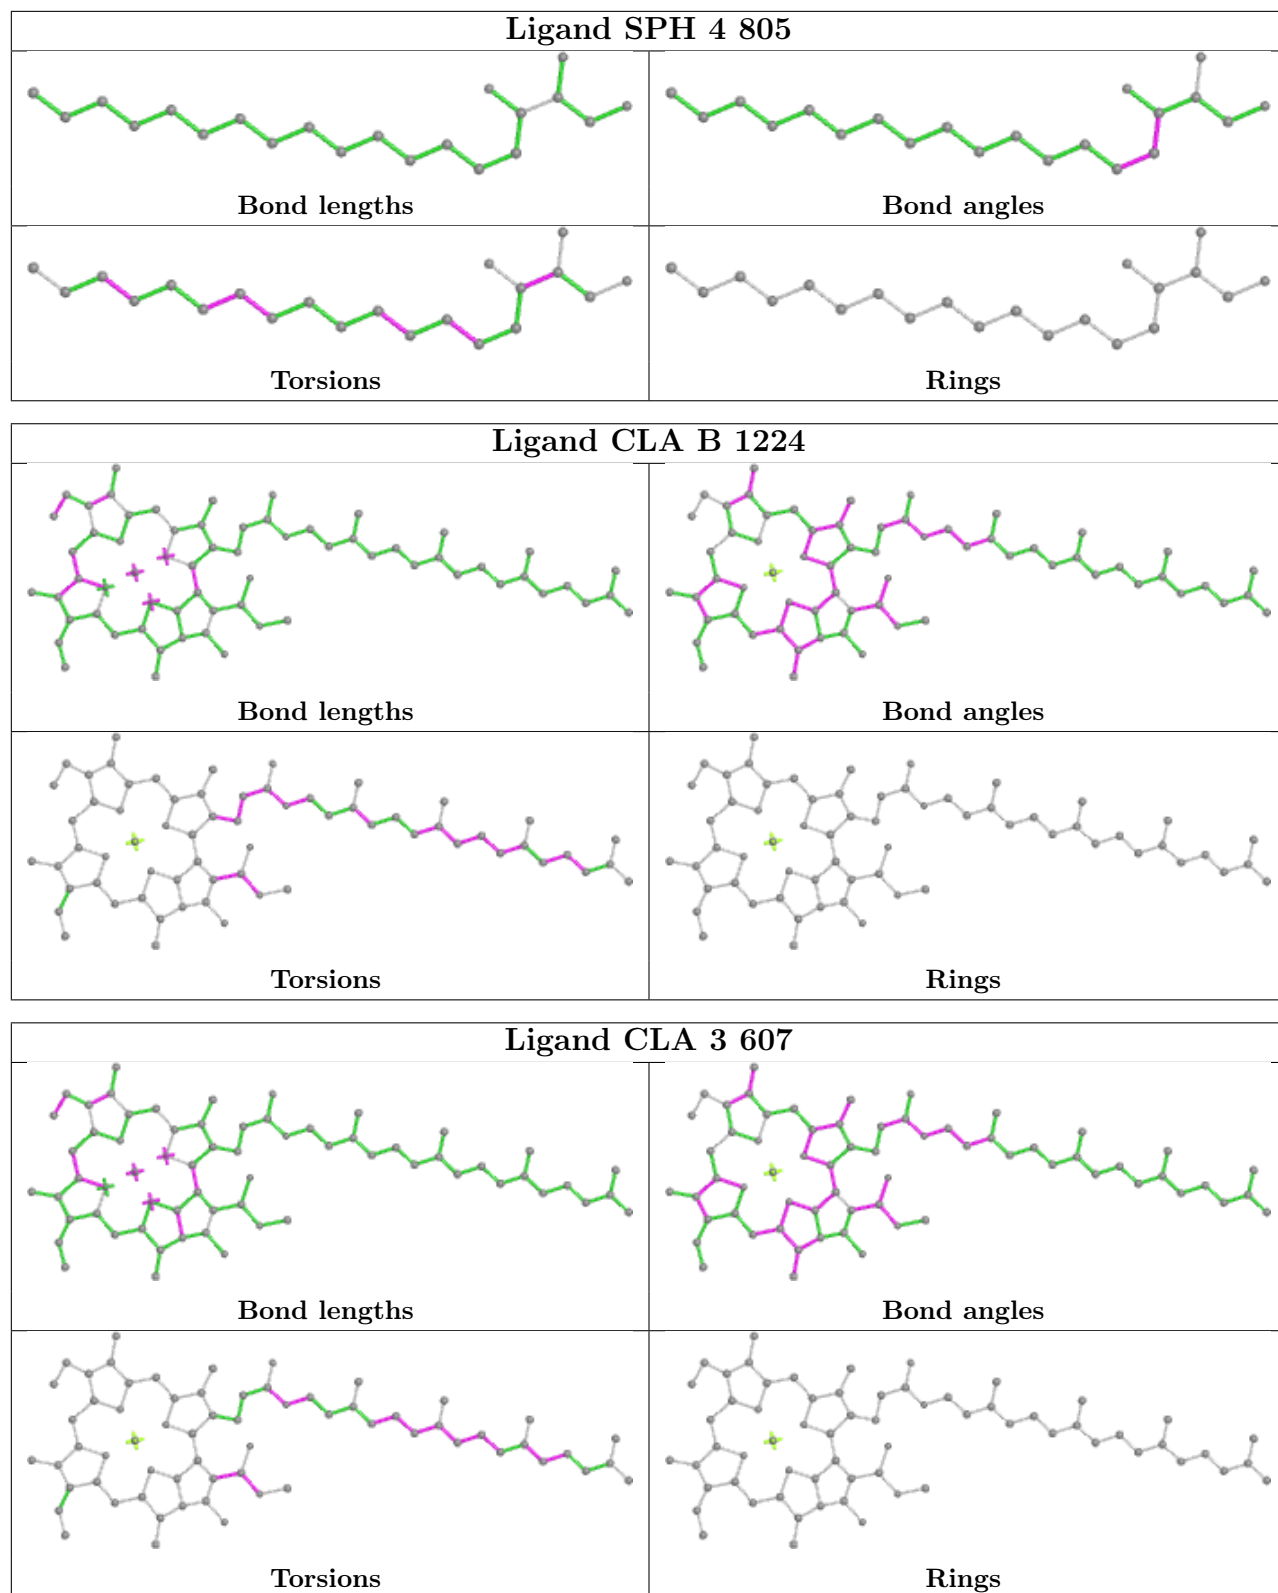 Ligand SPH 4 805
Bond lengths
Bond angles
Torsions
Rings
Ligand CLA B 1224
Bond lengths
Bond angles
Torsions
Rings
Ligand CLA 3 607
Bond lengths
Bond angles
Torsions
Rings